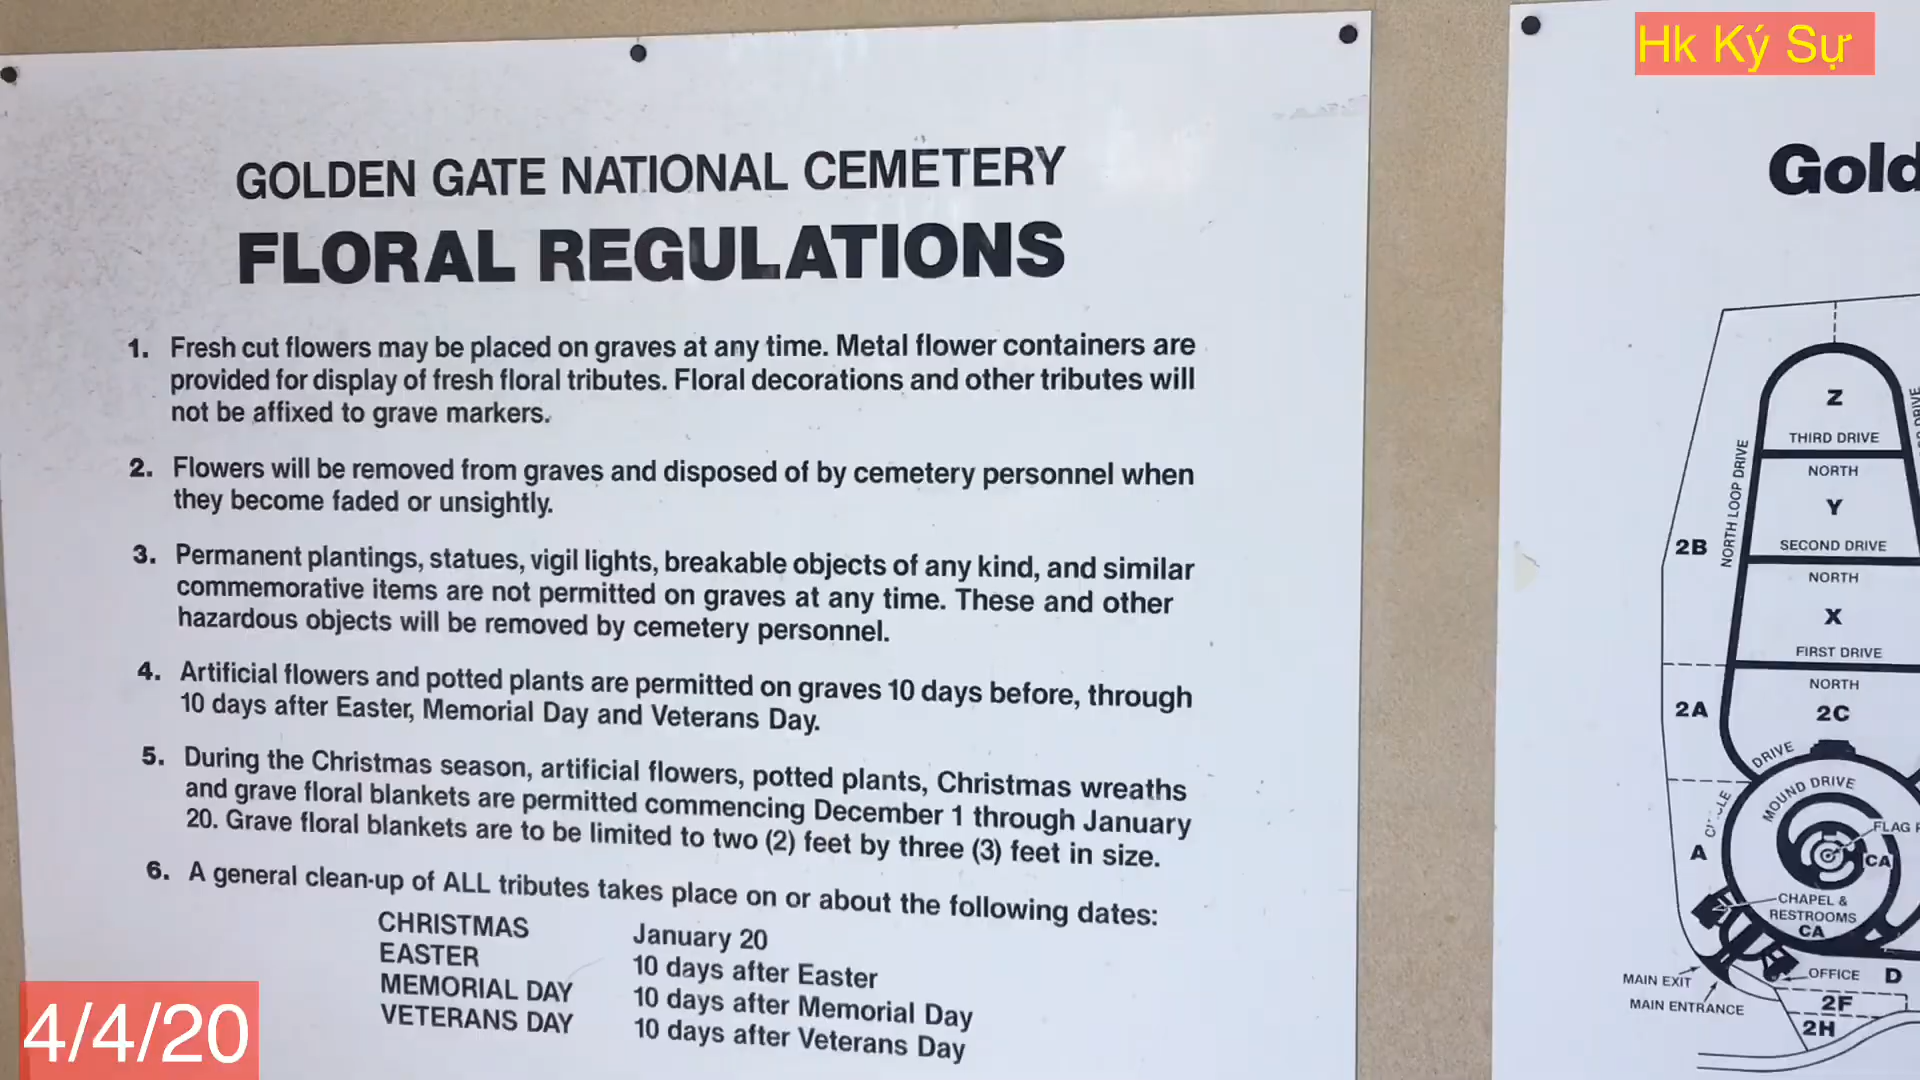 Hk Ký Sự
GOLDEN GATE NATIONAL CEMETERY
FLORAL REGULATIONS
1. Fresh cut flowers may be placed on graves at any time. Metal flower containers are
provided for display of fresh floral tributes. Floral decorations and other tributes will
not be affixed to grave markers.
2. Flowers will be removed from graves and disposed of by cemetery personnel when
they become faded or unsightly.
3. Permanent plantings, statues, vigil lights, breakable objects of any kind, and similar
commemorative items are not permitted on graves at any time. These and other
hazardous objects will be removed by cemetery personnel.
4. Artificial flowers and potted plants are permitted on graves 10 days before, through
10 days after Easter, Memorial Day and Veterans Day.
5. During the Christmas season, artificial flowers, potted plants, Christmas wreaths
and grave floral blankets are permitted commencing December 1 through January
20. Grave floral blankets are to be limited to two (2) feet by three (3) feet in size.
6. A general clean-up of ALL tributes takes place on or about the following dates:
CHRISTMAS January 20
EASTER 10 days after Easter
MEMORIAL DAY 10 days after Memorial Day
VETERANS DAY 10 days after Veterans Day
4/4/20
Gold
Z
THIRD DRIVE
NORTH
Y
NORTH LOOP DRIVE
2B
SECOND DRIVE
NORTH
X
FIRST DRIVE
NORTH
2A
2C
DRIVE
MOUND DRIVE
FLAG
A
CA
CHAPEL &
RESTROOMS
CA
MAIN EXIT
OFFICE D
MAIN ENTRANCE
2F
2H